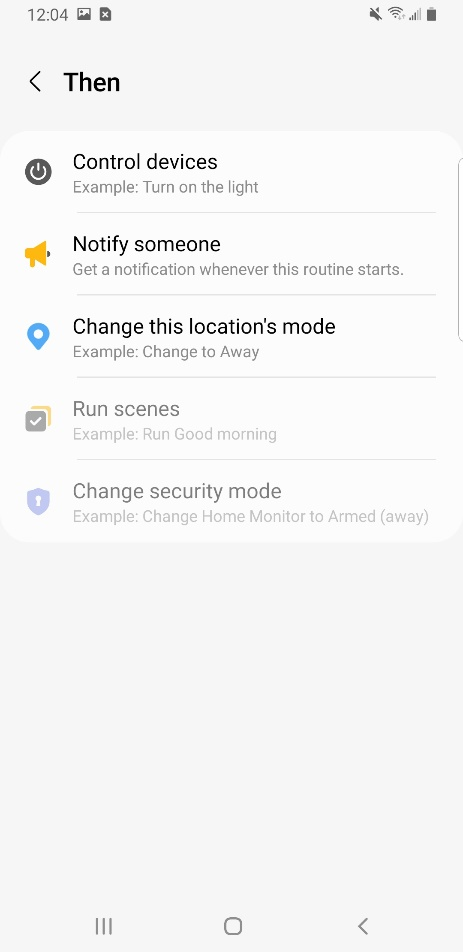 12:04
Then
Control devices
Example: Turn on the light
Notify someone
Get a notification whenever this routine starts.
Change this location's mode
Example: Change to Away
Run scenes
Example: Run Good morning
Change security mode
Example: Change Home Monitor to Armed (away)